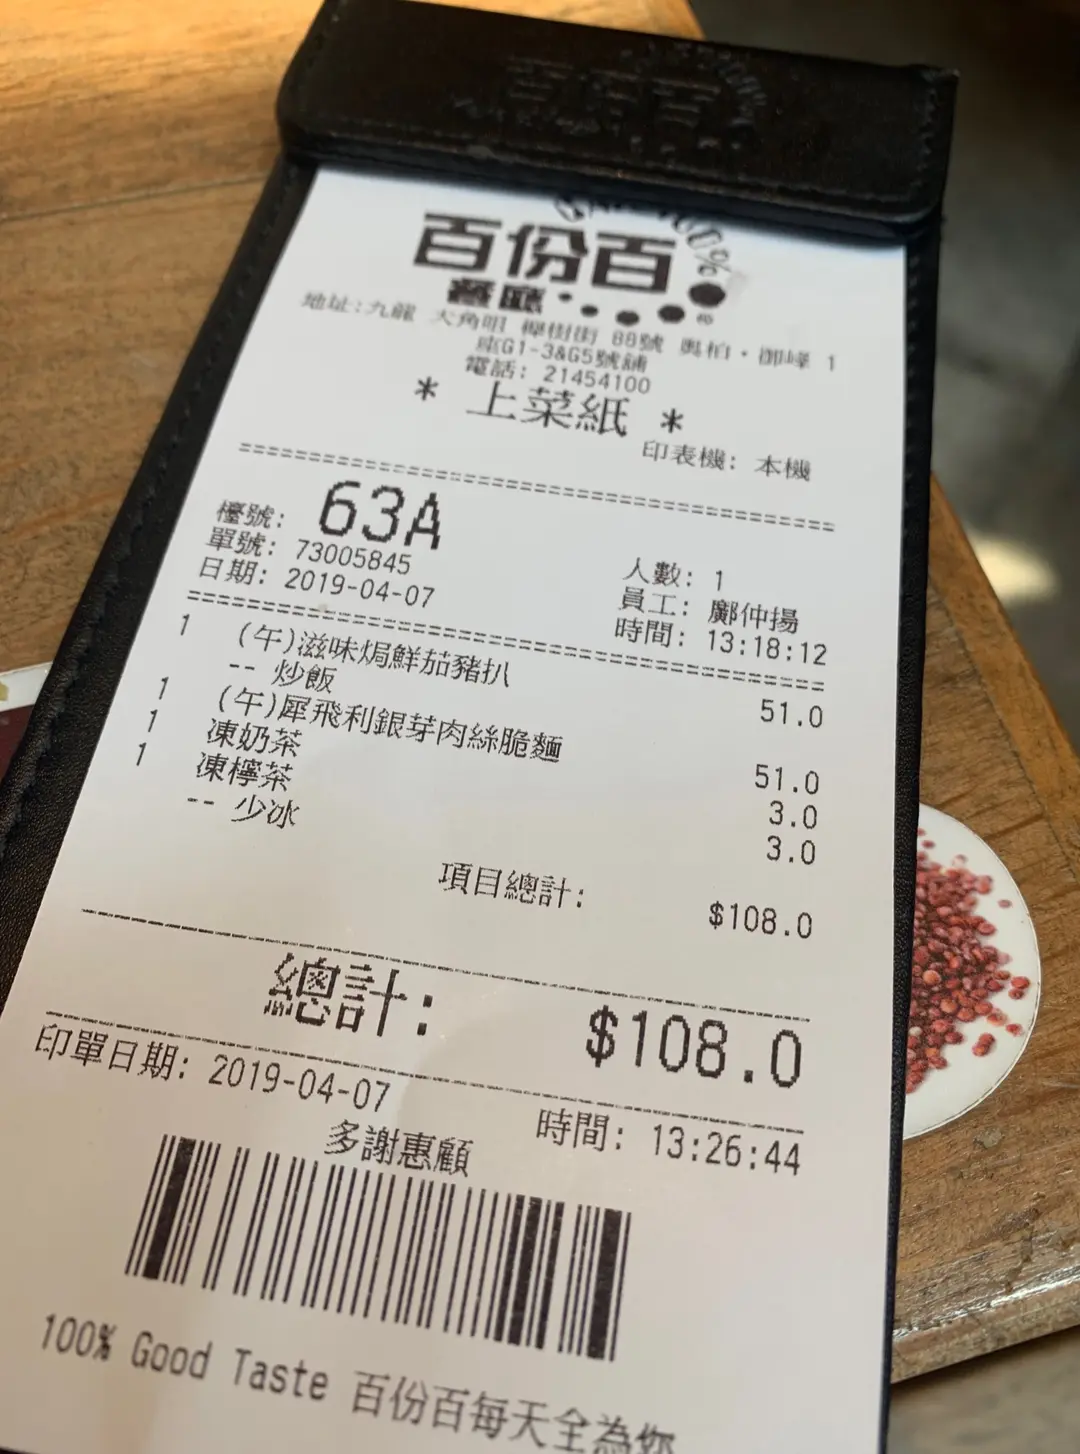 百份百
餐廳
地址:九龍 大角咀 櫸樹街 88號 奧柏・御峰 1
座G1-3&G5號舖
電話: 21454100
* 上菜紙 *
印表機: 本機
檯號: 63A
單號: 73005845 人數: 1
日期: 2019-04-07 員工: 鄺仲揚
時間: 13:18:12
1 (午)滋味焗鮮茄豬扒 51.0
-- 炒飯
1 (午)犀飛利銀芽肉絲脆麵 51.0
1 凍奶茶 3.0
1 凍檸茶 3.0
-- 少冰
項目總計: $108.0
總計: $108.0
印單日期: 2019-04-07 時間: 13:26:44
多謝惠顧
100% Good Taste 百份百每天全為您